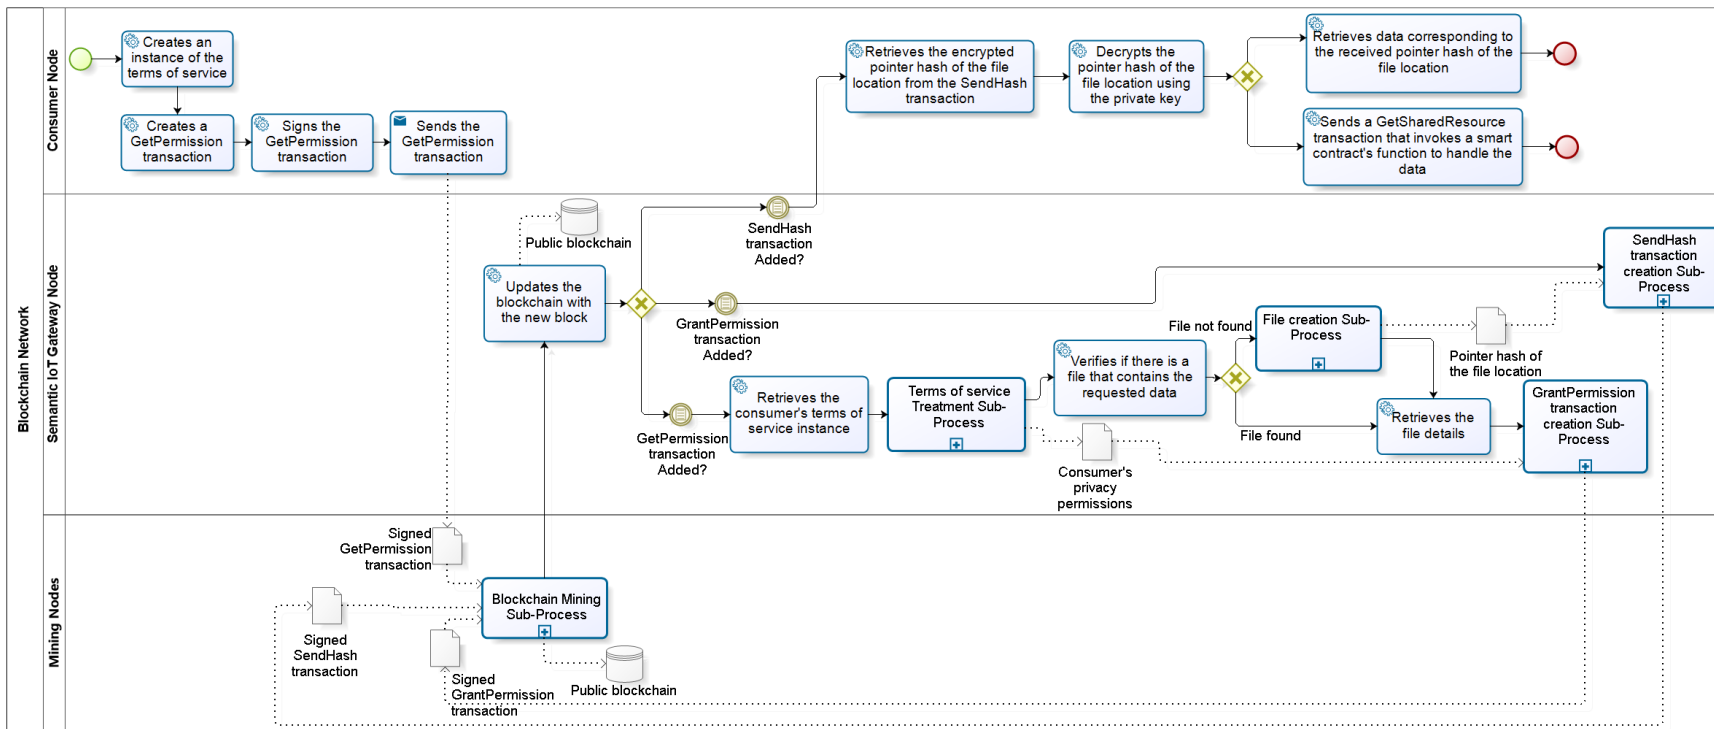 Blockchain Network
Consumer Node
Creates an
instance of the
terms of service
Creates a
GetPermission
transaction
Signs the
GetPermission
transaction
Sends the
GetPermission
transaction
Retrieves the encrypted
pointer hash of the file
location from the SendHash
transaction
Decrypts the
pointer hash of the
file location using
the private key
Retrieves data corresponding to
the received pointer hash of the
file location
Sends a GetSharedResource
transaction that invokes a smart
contract's function to handle the
data
Semantic IoT Gateway Node
Public blockchain
Updates the
blockchain with
the new block
SendHash
transaction
Added?
GrantPermission
transaction
Added?
GetPermission
transaction
Added?
Retrieves the
consumer's terms of
service instance
Terms of service
Treatment Sub-
Process
Consumer's
privacy
permissions
Verifies if there is a
file that contains the
requested data
File not found
File found
File creation Sub-
Process
Retrieves the
file details
Pointer hash of
the file location
SendHash
transaction
creation Sub-
Process
GrantPermission
transaction
creation Sub-
Process
Mining Nodes
Signed
GetPermission
transaction
Signed
SendHash
transaction
Blockchain Mining
Sub-Process
Signed
GrantPermission
transaction
Public blockchain